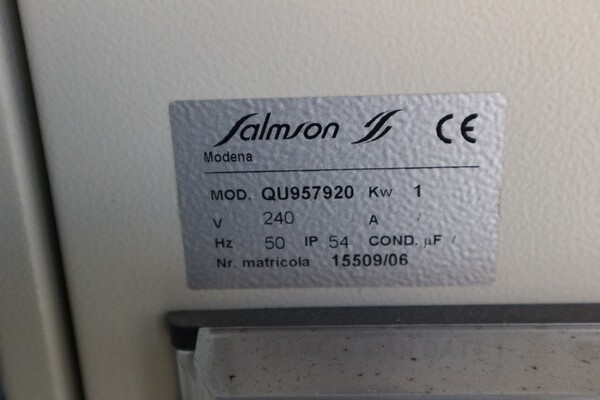 Salmson CE
Modena
MOD. QU957920 Kw 1
V 240 A /
Hz 50 IP 54 COND. µF /
Nr. matricola 15509/06